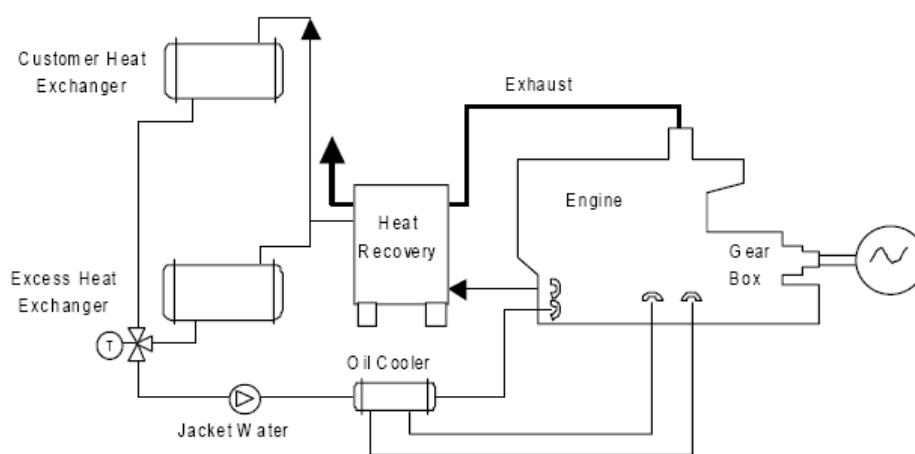 Customer Heat
Exchanger
Exhaust
Engine
Heat
Recovery
Gear
Box
Excess Heat
Exchanger
T
Oil Cooler
Jacket Water